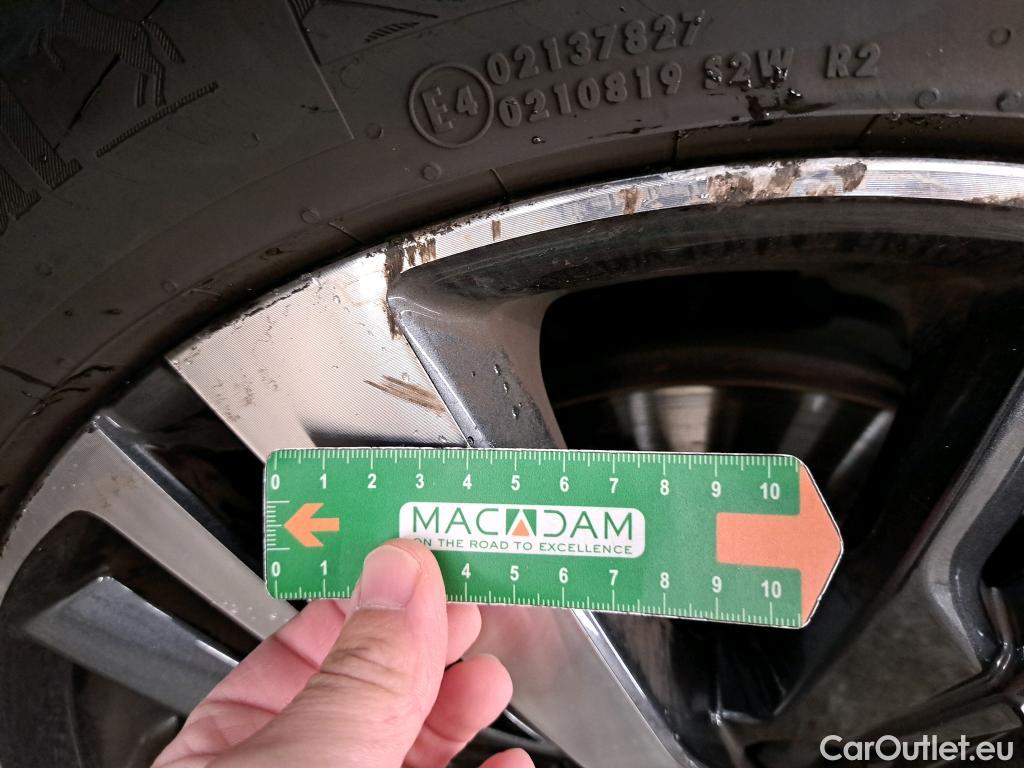 02137827
E4 0210819 S2W R2
0 1 2 3 4 5 6 7 8 9 10
MACADAM
ON THE ROAD TO EXCELLENCE
0 1 4 5 6 7 8 9 10
CarOutlet.eu